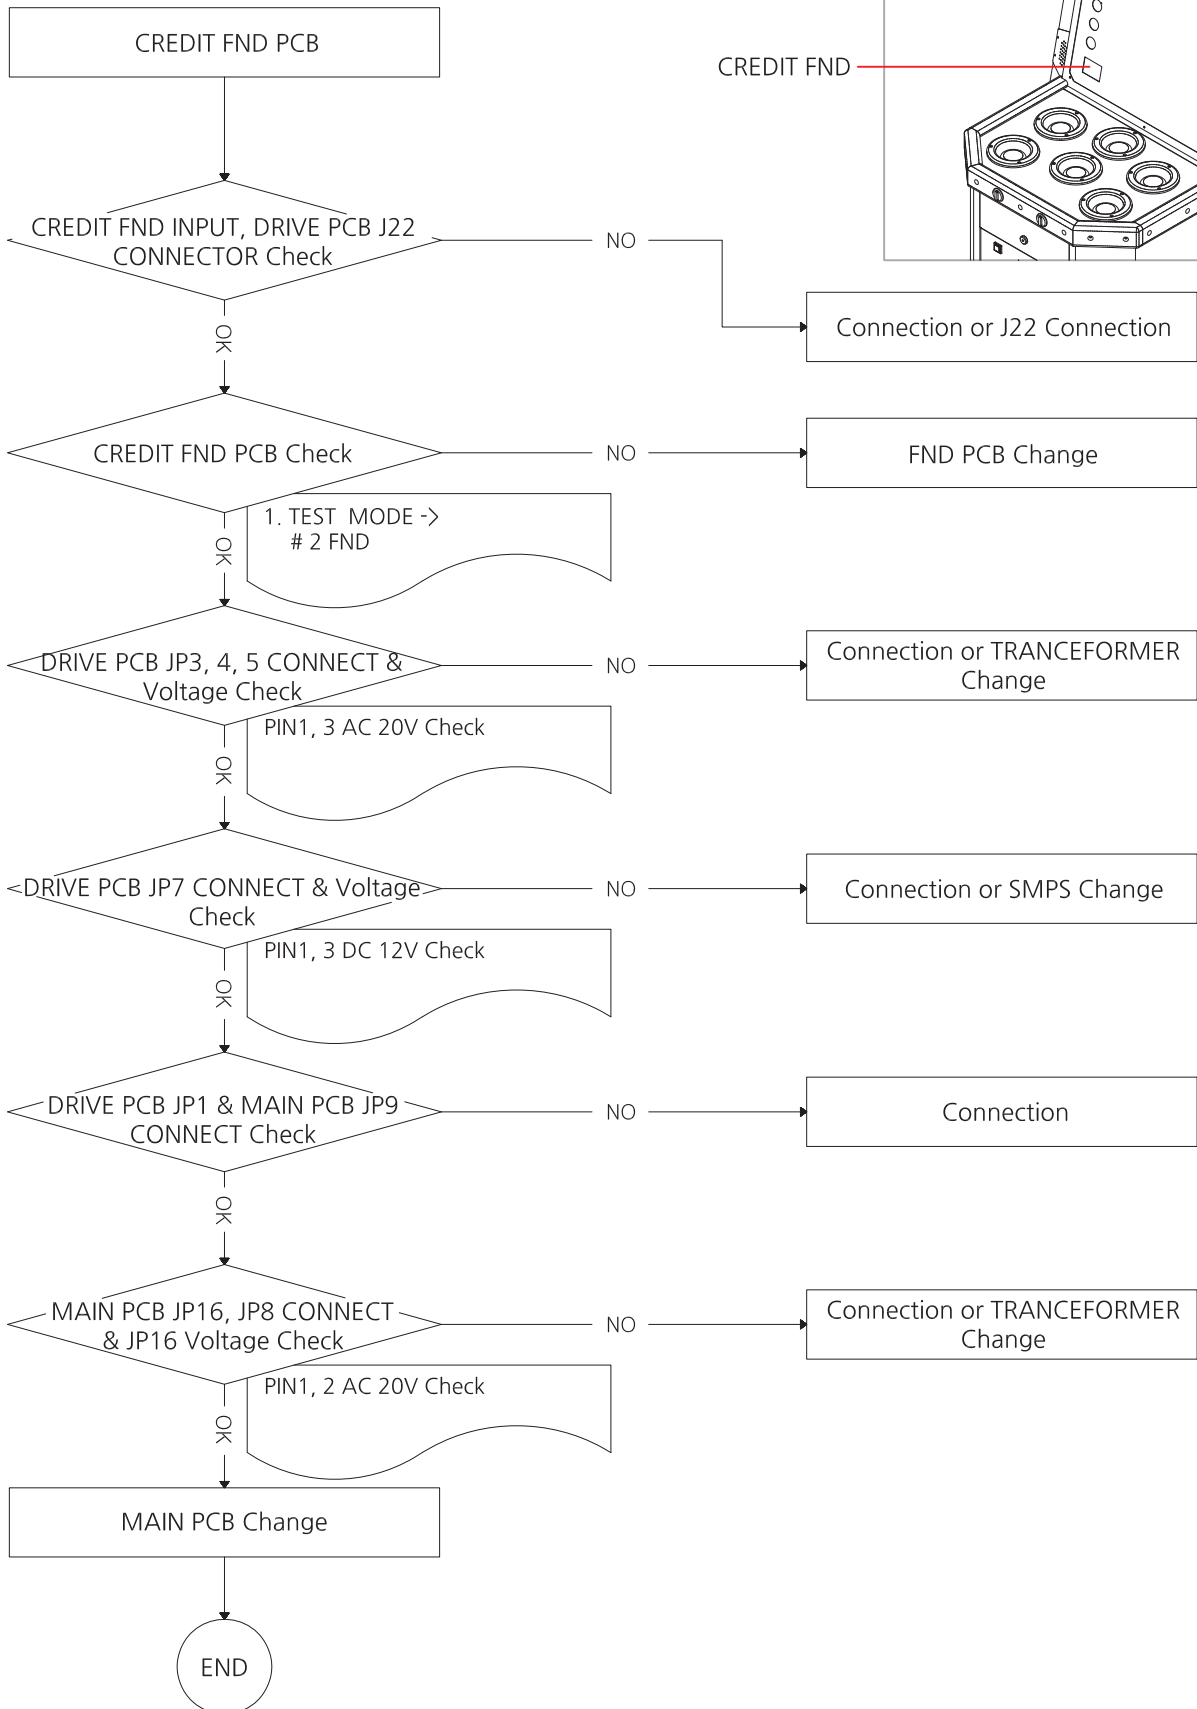 CREDIT FND PCB
CREDIT FND
CREDIT FND INPUT, DRIVE PCB J22
CONNECTOR Check
NO
Connection or J22 Connection
OK
CREDIT FND PCB Check
NO
FND PCB Change
1. TEST MODE ->
# 2 FND
OK
DRIVE PCB JP3, 4, 5 CONNECT &
Voltage Check
NO
Connection or TRANCEFORMER
Change
PIN1, 3 AC 20V Check
OK
DRIVE PCB JP7 CONNECT & Voltage
Check
NO
Connection or SMPS Change
PIN1, 3 DC 12V Check
OK
DRIVE PCB JP1 & MAIN PCB JP9
CONNECT Check
NO
Connection
OK
MAIN PCB JP16, JP8 CONNECT
& JP16 Voltage Check
NO
Connection or TRANCEFORMER
Change
PIN1, 2 AC 20V Check
OK
MAIN PCB Change
END